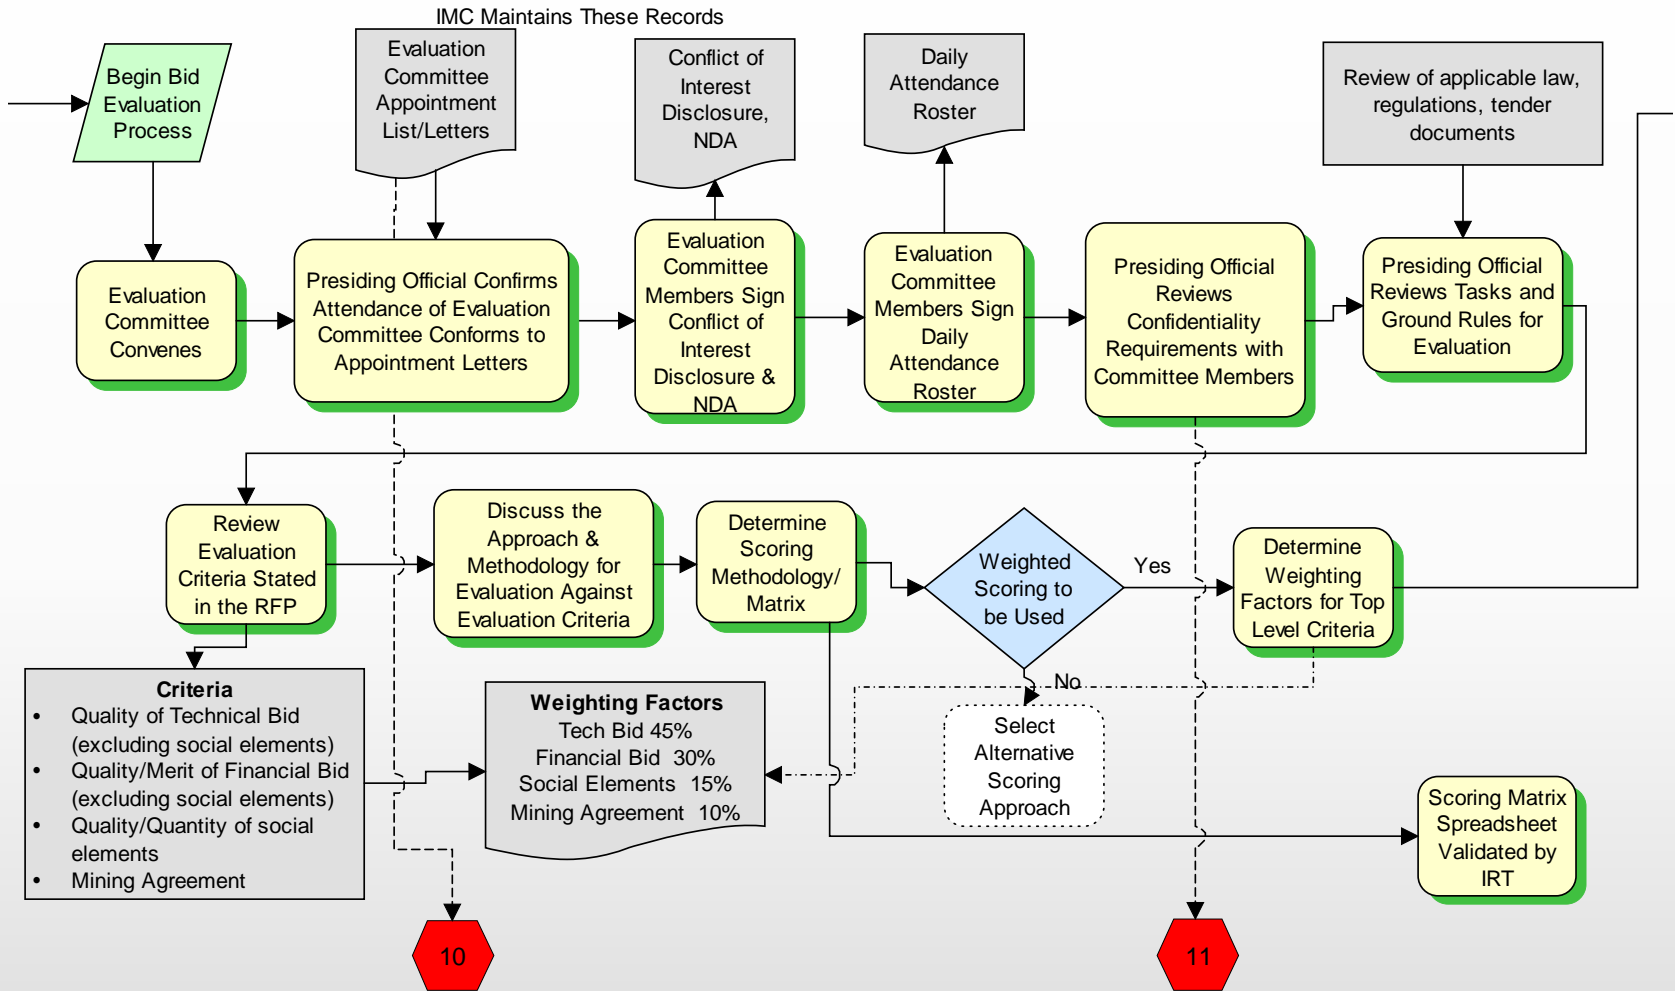 IMC Maintains These Records
Begin Bid
Evaluation
Process
Evaluation
Committee
Appointment
List/Letters
Conflict of
Interest
Disclosure,
NDA
Daily
Attendance
Roster
Review of applicable law,
regulations, tender
documents
Evaluation
Committee
Convenes
Presiding Official Confirms
Attendance of Evaluation
Committee Conforms to
Appointment Letters
Evaluation
Committee
Members Sign
Conflict of
Interest
Disclosure &
NDA
Evaluation
Committee
Members Sign
Daily
Attendance
Roster
Presiding Official
Reviews
Confidentiality
Requirements with
Committee Members
Presiding Official
Reviews Tasks and
Ground Rules for
Evaluation
Review
Evaluation
Criteria Stated
in the RFP
Discuss the
Approach &
Methodology for
Evaluation Against
Evaluation Criteria
Determine
Scoring
Methodology/
Matrix
Weighted
Scoring to
be Used
Yes
No
Determine
Weighting
Factors for Top
Level Criteria
Criteria
• Quality of Technical Bid
(excluding social elements)
• Quality/Merit of Financial Bid
(excluding social elements)
• Quality/Quantity of social
elements
• Mining Agreement
Weighting Factors
Tech Bid 45%
Financial Bid 30%
Social Elements 15%
Mining Agreement 10%
Select
Alternative
Scoring
Approach
Scoring Matrix
Spreadsheet
Validated by
IRT
10
11